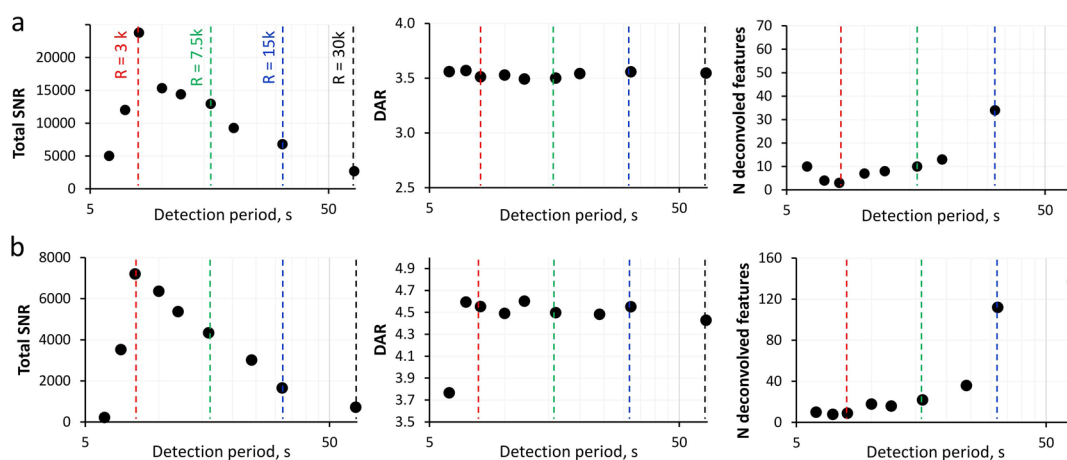 a
Total SNR
25000
20000
15000
10000
5000
0
R = 3 k
R = 7.5k
R = 15k
R = 30k
5
50
Detection period, s
DAR
4.0
3.5
3.0
2.5
5
50
Detection period, s
N deconvoled features
70
60
50
40
30
20
10
0
5
50
Detection period, s
b
Total SNR
8000
6000
4000
2000
0
5
50
Detection period, s
DAR
4.9
4.7
4.5
4.3
4.1
3.9
3.7
3.5
5
50
Detection period, s
N deconvolved features
160
120
80
40
0
5
50
Detection period, s